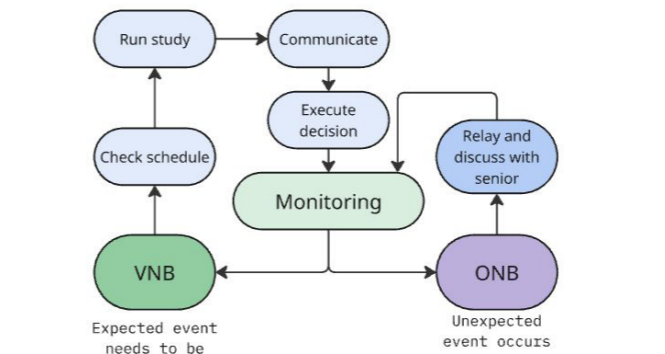 Run study
Communicate
Execute
decision
Check schedule
Relay and
discuss with
senior
Monitoring
VNB
ONB
Expected event
needs to be
Unexpected
event occurs